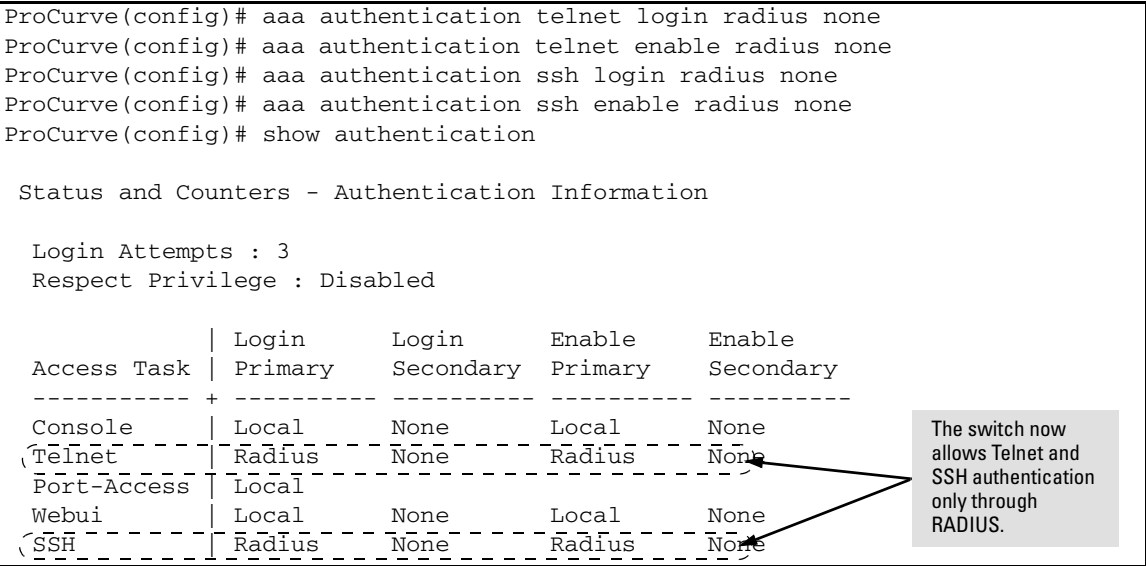 ProCurve(config)# aaa authentication telnet login radius none
ProCurve(config)# aaa authentication telnet enable radius none
ProCurve(config)# aaa authentication ssh login radius none
ProCurve(config)# aaa authentication ssh enable radius none
ProCurve(config)# show authentication
Status and Counters - Authentication Information
Login Attempts : 3
Respect Privilege : Disabled
| Login Login Enable Enable
Access Task | Primary Secondary Primary Secondary
----------- + ---------- ---------- ---------- ----------
Console | Local None Local None
Telnet | Radius None Radius None
Port-Access | Local
Webui | Local None Local None
SSH | Radius None Radius None
The switch now
allows Telnet and
SSH authentication
only through
RADIUS.